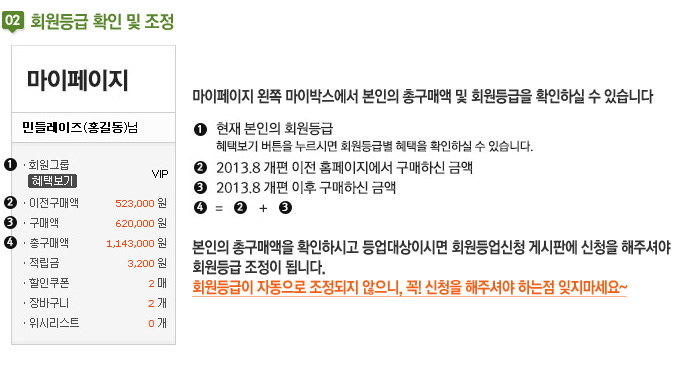 02 회원등급 확인 및 조정
마이페이지
민들레이즈(홍길동)님
1 · 회원그룹
혜택보기 VIP
2 · 이전구매액 523,000 원
3 · 구매액 620,000 원
4 · 총구매액 1,143,000 원
· 적립금 3,200 원
· 할인쿠폰 2 매
· 장바구니 2 개
· 위시리스트 0 개
마이페이지 왼쪽 마이박스에서 본인의 총구매액 및 회원등급을 확인하실 수 있습니다
1 현재 본인의 회원등급
혜택보기 버튼을 누르시면 회원등급별 혜택을 확인하실 수 있습니다.
2 2013.8 개편 이전 홈페이지에서 구매하신 금액
3 2013.8 개편 이후 구매하신 금액
4 = 2 + 3
본인의 총구매액을 확인하시고 등업대상이시면 회원등업신청 게시판에 신청을 해주셔야
회원등급 조정이 됩니다.
회원등급이 자동으로 조정되지 않으니, 꼭! 신청을 해주셔야 하는점 잊지마세요~